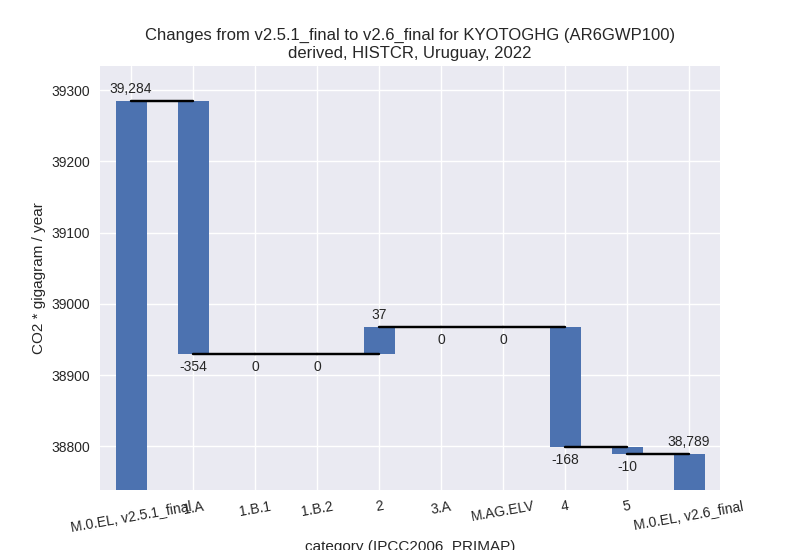 Changes from v2.5.1_final to v2.6_final for KYOTOGHG (AR6GWP100)
derived, HISTCR, Uruguay, 2022
CO2 * gigagram / year
39300
39200
39100
39000
38900
38800
39,284
-354
0
0
37
0
0
-168
-10
38,789
M.0.EL, v2.5.1_final
1.A
1.B.1
1.B.2
2
3.A
M.AG.ELV
4
5
M.0.EL, v2.6_final
category (IPCC2006_PRIMAP)